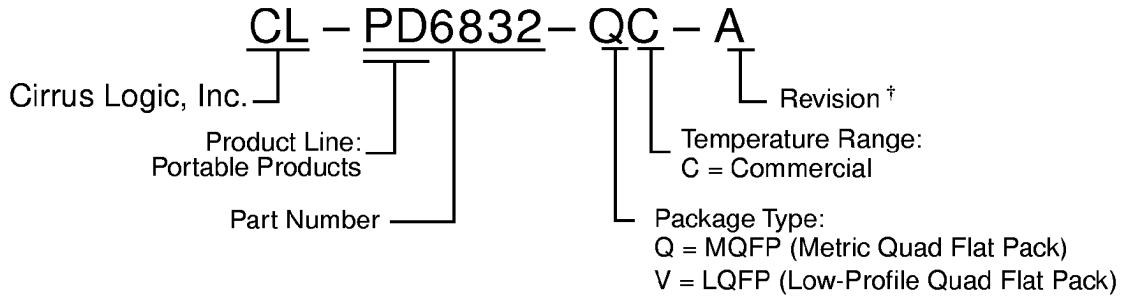 CL – PD6832 – QC – A
Cirrus Logic, Inc.
Revision †
Product Line:
Portable Products
Temperature Range:
C = Commercial
Part Number
Package Type:
Q = MQFP (Metric Quad Flat Pack)
V = LQFP (Low-Profile Quad Flat Pack)